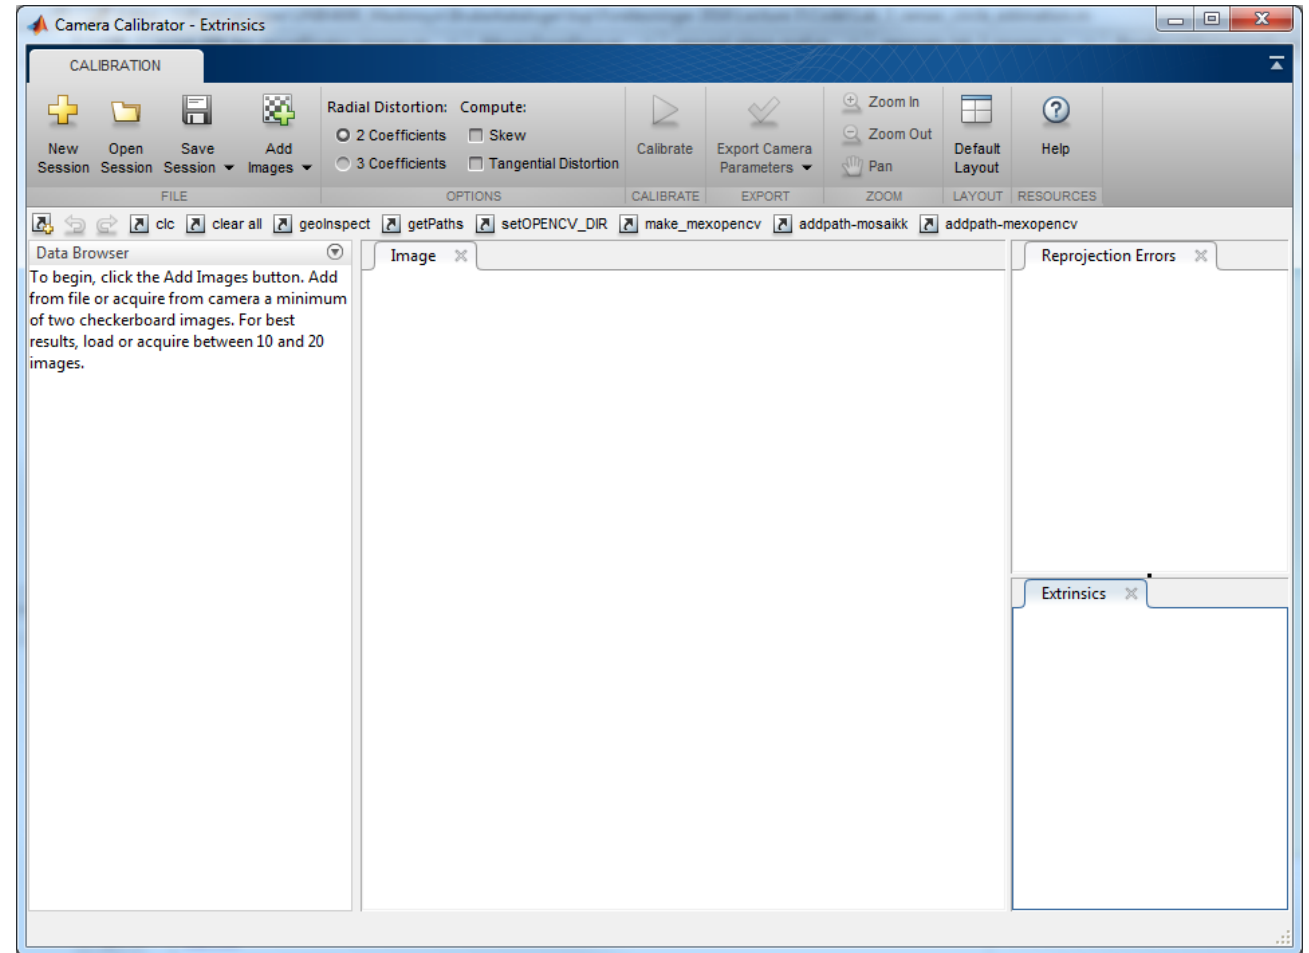 Camera Calibrator - Extrinsics
CALIBRATION
New Session
Open Session
Save Session
Add Images
Radial Distortion:
2 Coefficients
3 Coefficients
Compute:
Skew
Tangential Distortion
Calibrate
Export Camera Parameters
Zoom In
Zoom Out
Pan
Default Layout
Help
FILE
OPTIONS
CALIBRATE
EXPORT
ZOOM
LAYOUT
RESOURCES
clc clear all geoInspect getPaths setOPENCV_DIR make_mexopencv addpath-mosaikk addpath-mexopencv
Data Browser
To begin, click the Add Images button. Add
from file or acquire from camera a minimum
of two checkerboard images. For best
results, load or acquire between 10 and 20
images.
Image
Reprojection Errors
Extrinsics